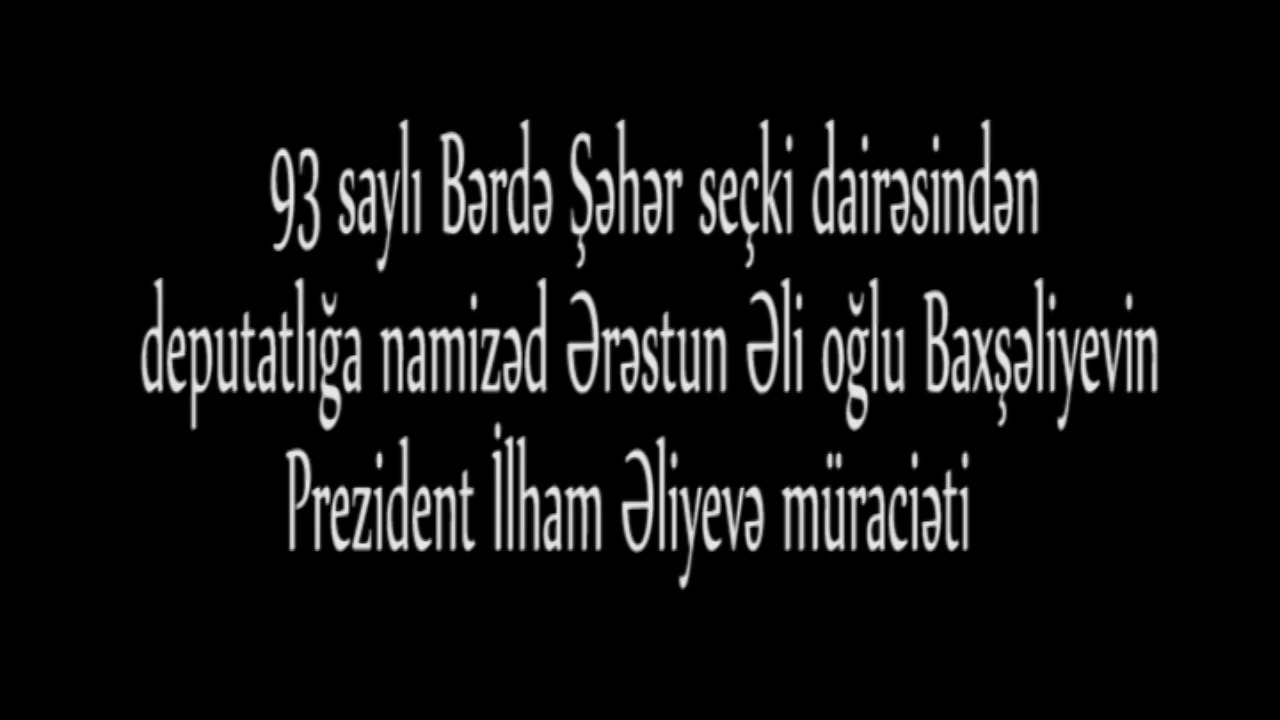 93 saylı Bərdə Şəhər seçki dairəsindən
deputatlığa namizəd Ərəstun Əli oğlu Baxşəliyevin
Prezident İlham Əliyevə müraciəti